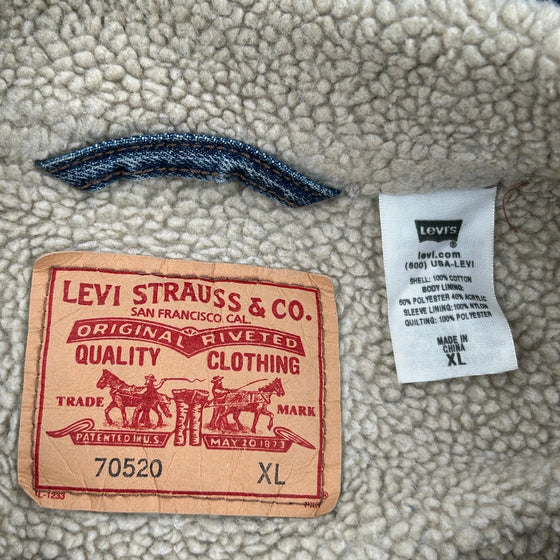 LEVI STRAUSS & CO.
SAN FRANCISCO, CAL.
ORIGINAL RIVETED
QUALITY CLOTHING
TRADE MARK
PATENTED IN U.S. MAY 20 1873
70520 XL
L-1233
LEVI'S
®
levi.com
(800) USA-LEVI
SHELL: 100% COTTON
BODY LINING:
60% POLYESTER 40% ACRYLIC
SLEEVE LINING: 100% NYLON
QUILTING: 100% POLYESTER
MADE IN
CHINA
XL